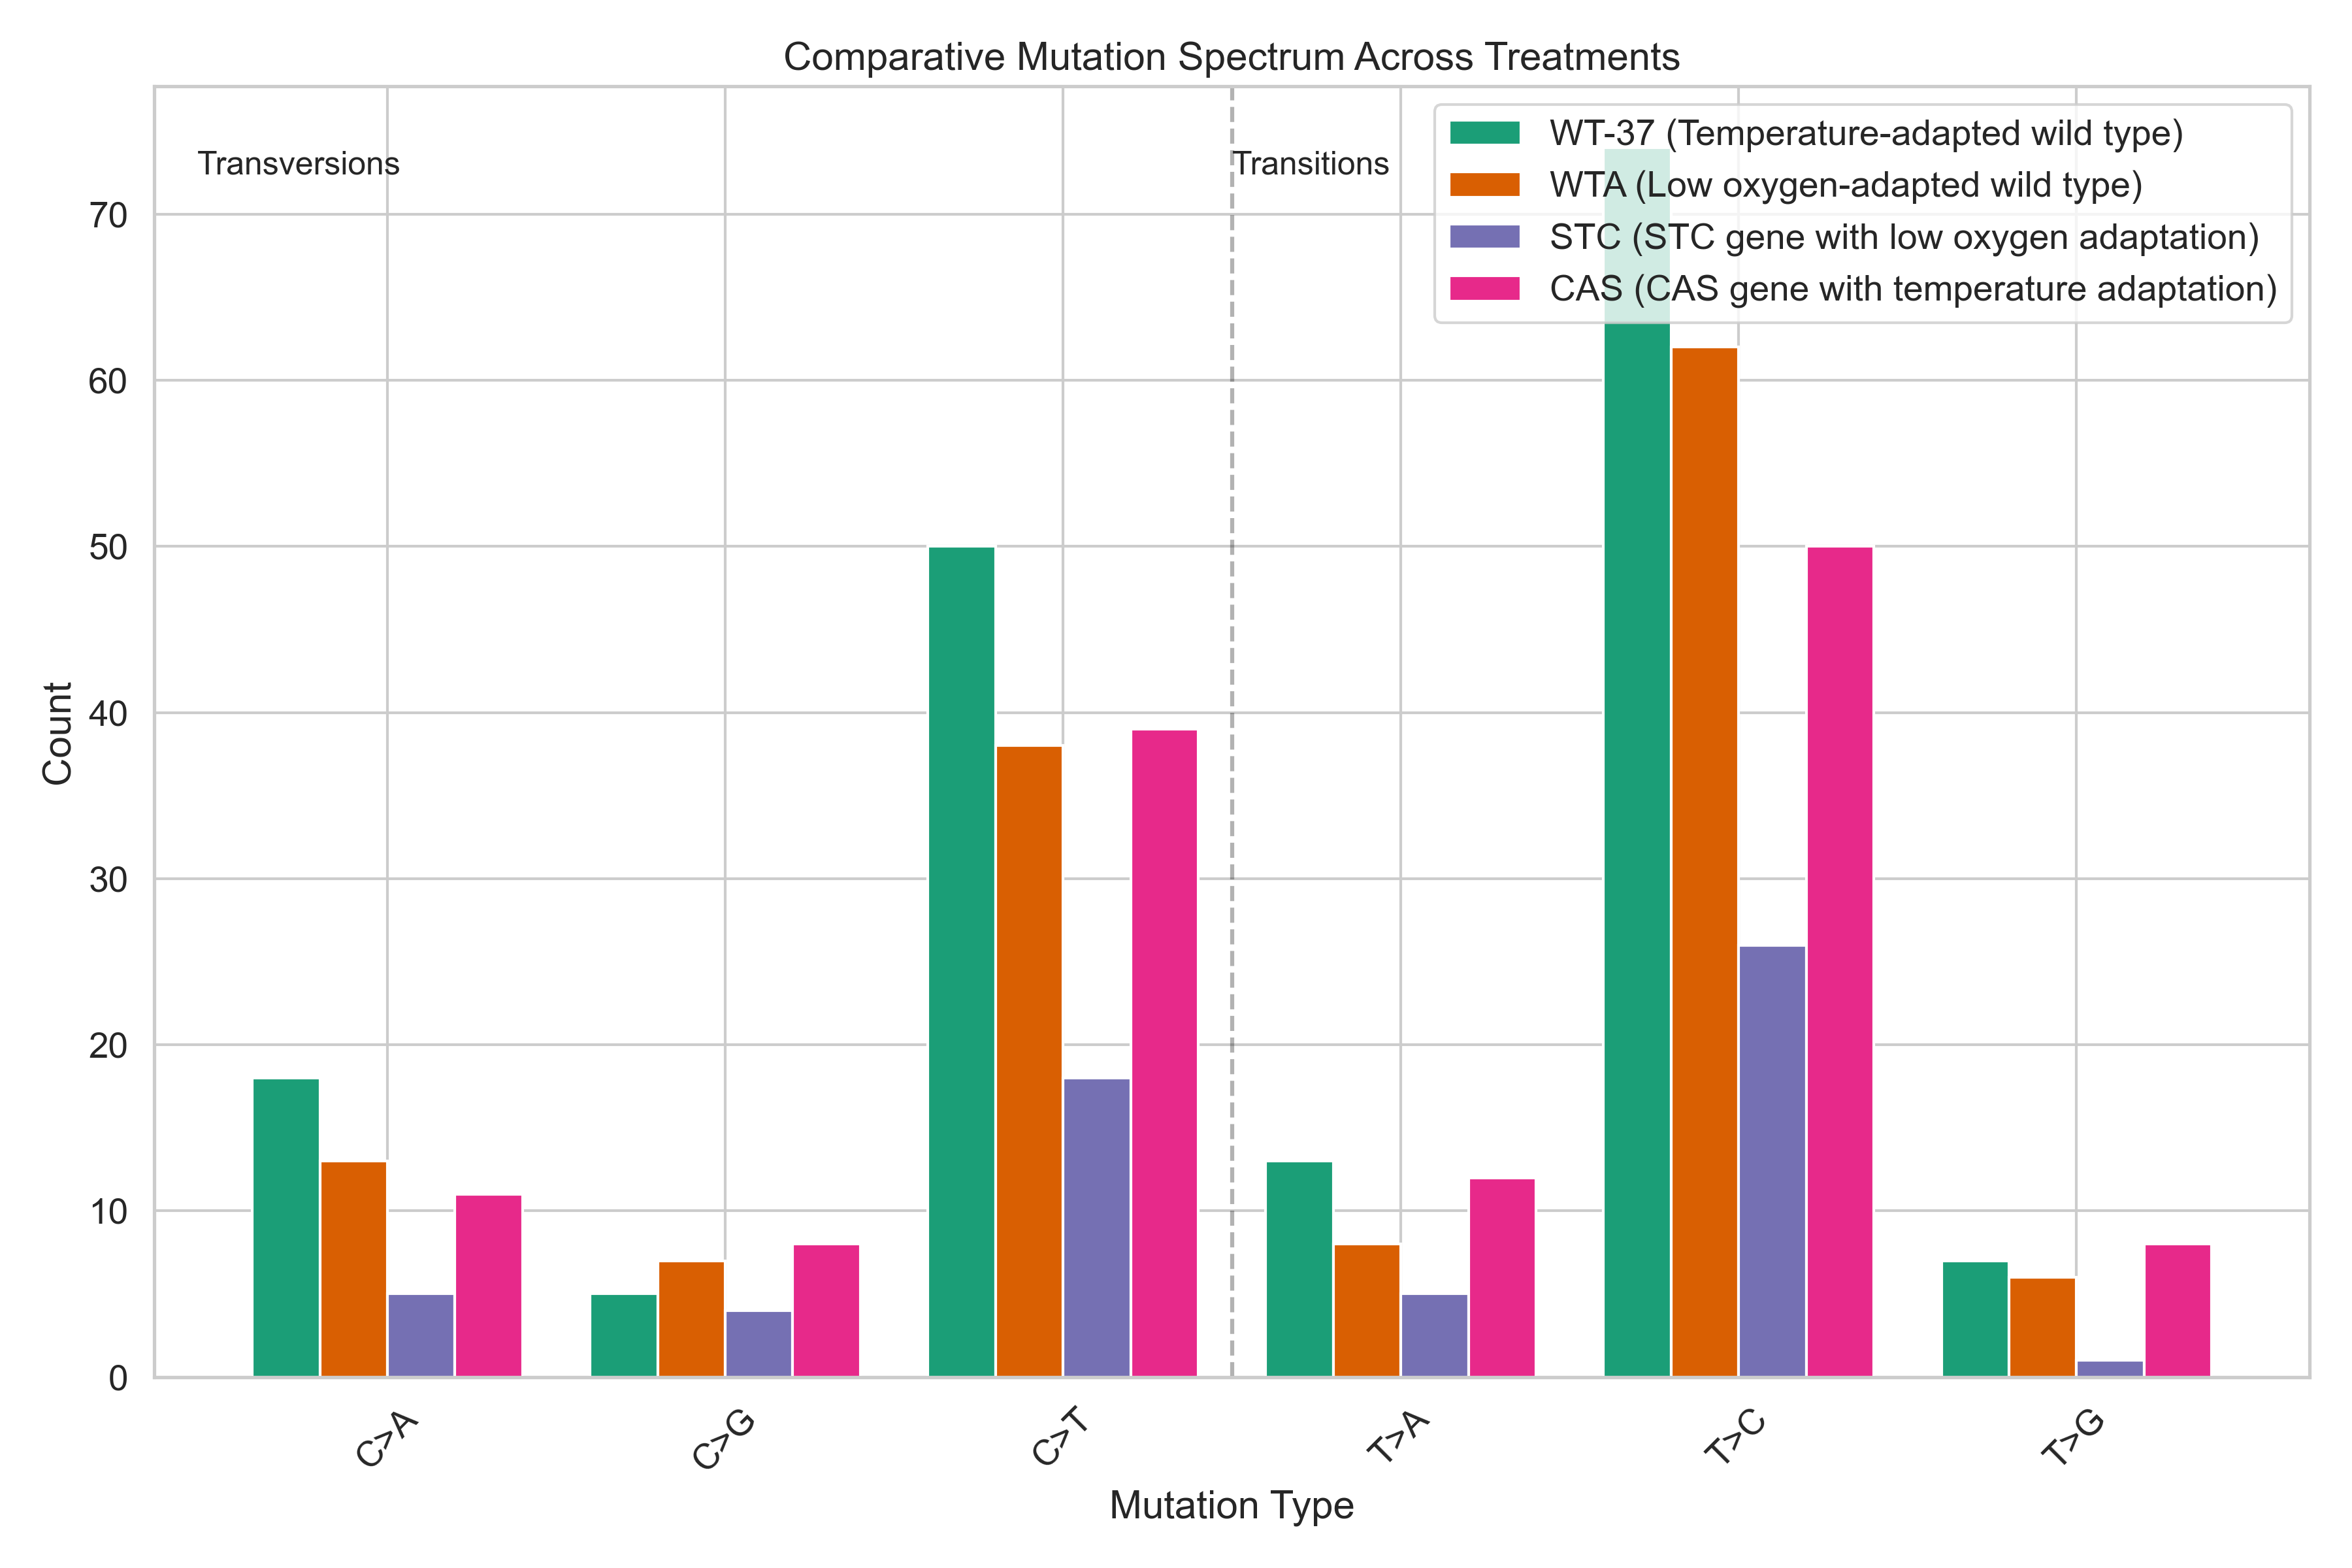 Comparative Mutation Spectrum Across Treatments
Transversions
Transitions
WT-37 (Temperature-adapted wild type)
WTA (Low oxygen-adapted wild type)
STC (STC gene with low oxygen adaptation)
CAS (CAS gene with temperature adaptation)
Count
70
60
50
40
30
20
10
0
C>A
C>G
C>T
T>A
T>C
T>G
Mutation Type